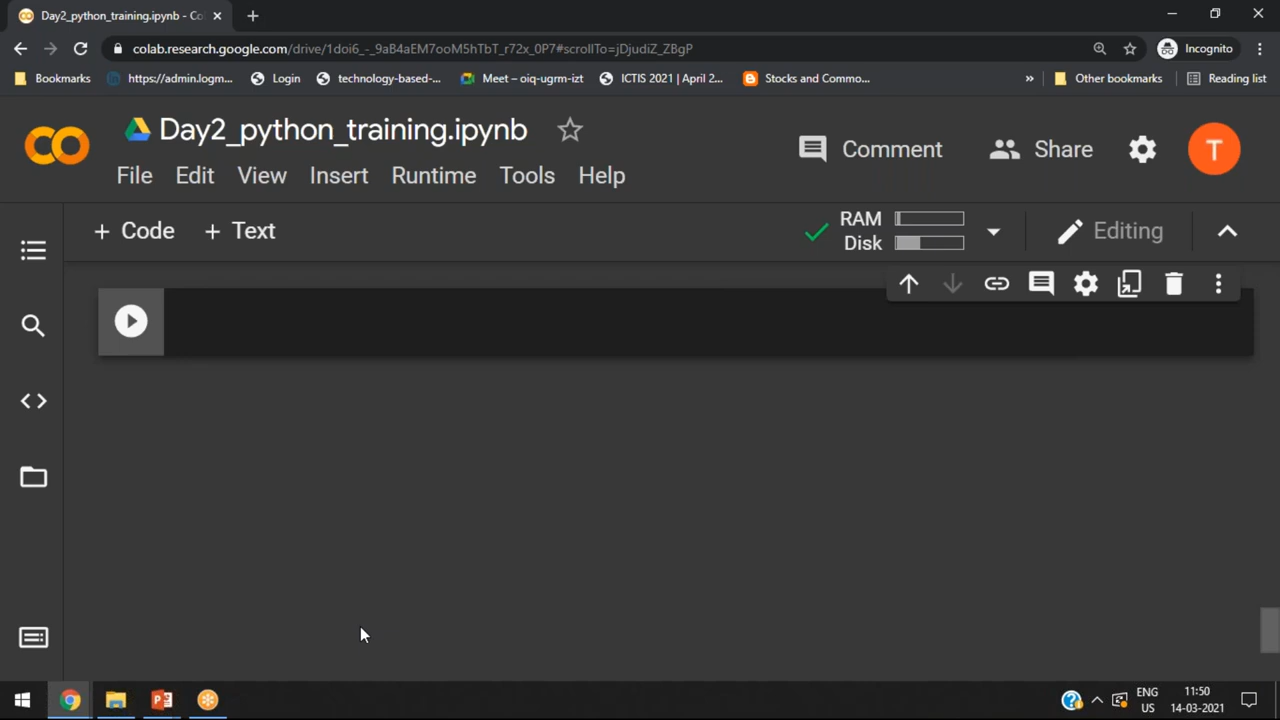 Day2_python_training.ipynb - Co
colab.research.google.com/drive/1doi6_-_9aB4aEM7ooM5hTbT_r72x_0P7#scrollTo=jDjudiZ_ZBgP
Incognito
Bookmarks
https://admin.logm...
Login
technology-based-...
Meet – oiq-ugrm-izt
ICTIS 2021 | April 2...
Stocks and Commo...
»
Other bookmarks
Reading list
Day2_python_training.ipynb
Comment
Share
T
File Edit View Insert Runtime Tools Help
+ Code + Text
RAM
Disk
Editing
ENG
US
11:50
14-03-2021